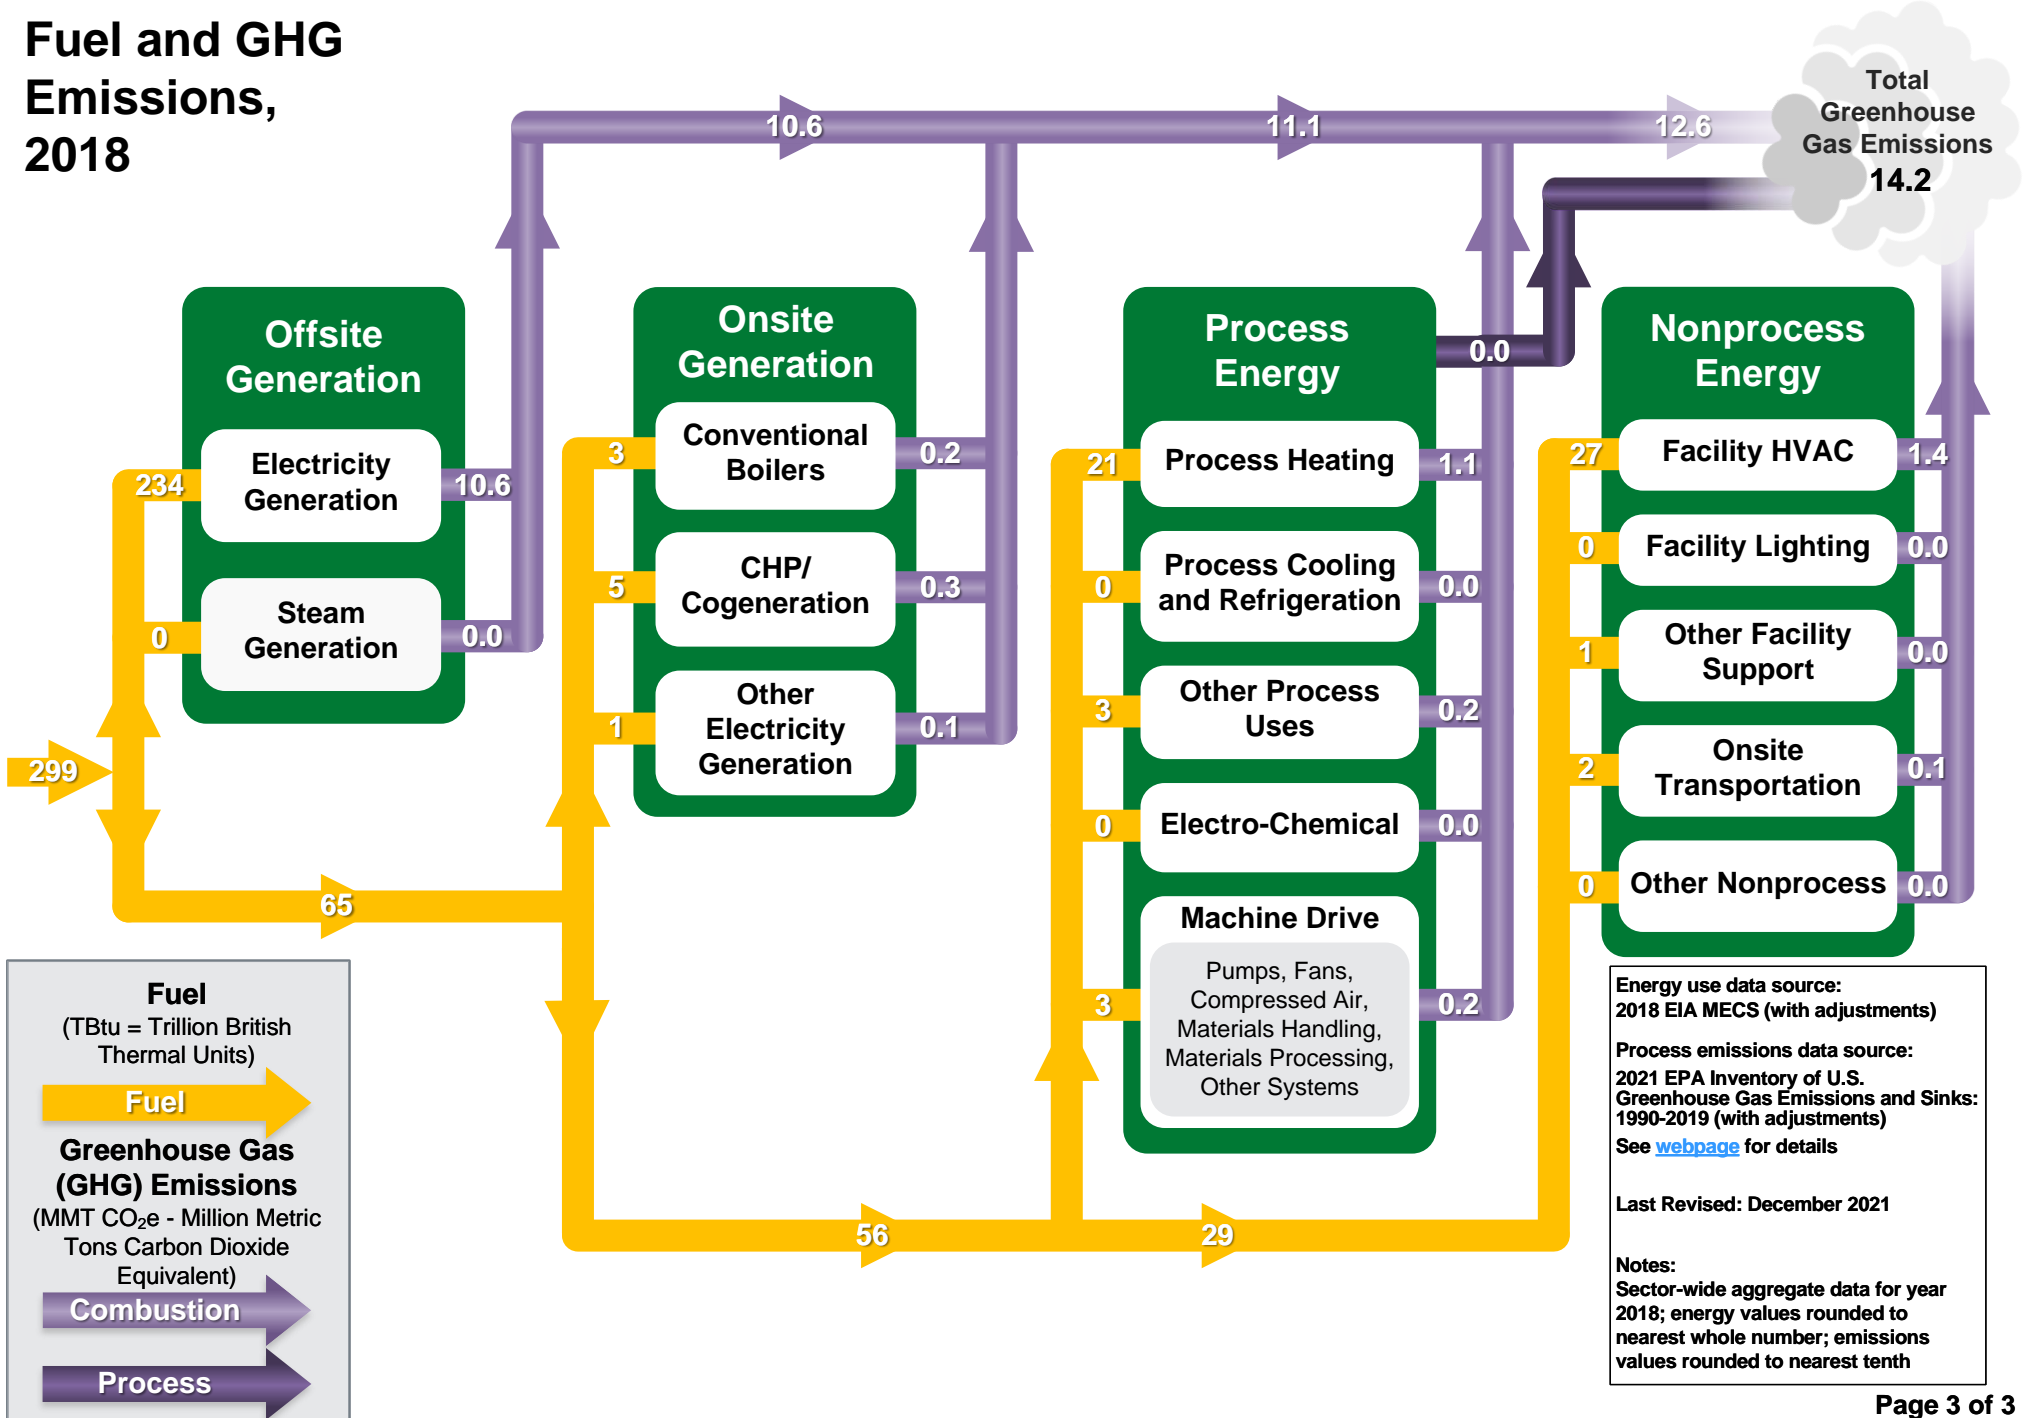 Fuel and GHG
Emissions,
2018
Total
Greenhouse
Gas Emissions
14.2
10.6
11.1
12.6
Offsite
Generation
234
Electricity
Generation
10.6
0
Steam
Generation
0.0
299
65
Onsite
Generation
3
Conventional
Boilers
0.2
5
CHP/
Cogeneration
0.3
1
Other
Electricity
Generation
0.1
56
29
Process
Energy
0.0
21
Process Heating
1.1
0
Process Cooling
and Refrigeration
0.0
3
Other Process
Uses
0.2
0
Electro-Chemical
0.0
Machine Drive
3
Pumps, Fans,
Compressed Air,
Materials Handling,
Materials Processing,
Other Systems
0.2
Nonprocess
Energy
27
Facility HVAC
1.4
0
Facility Lighting
0.0
1
Other Facility
Support
0.0
2
Onsite
Transportation
0.1
0
Other Nonprocess
0.0
Fuel
(TBtu = Trillion British
Thermal Units)
Fuel
Greenhouse Gas
(GHG) Emissions
(MMT CO₂e - Million Metric
Tons Carbon Dioxide
Equivalent)
Combustion
Process
Energy use data source:
2018 EIA MECS (with adjustments)
Process emissions data source:
2021 EPA Inventory of U.S.
Greenhouse Gas Emissions and Sinks:
1990-2019 (with adjustments)
See webpage for details
Last Revised: December 2021
Notes:
Sector-wide aggregate data for year
2018; energy values rounded to
nearest whole number; emissions
values rounded to nearest tenth
Page 3 of 3